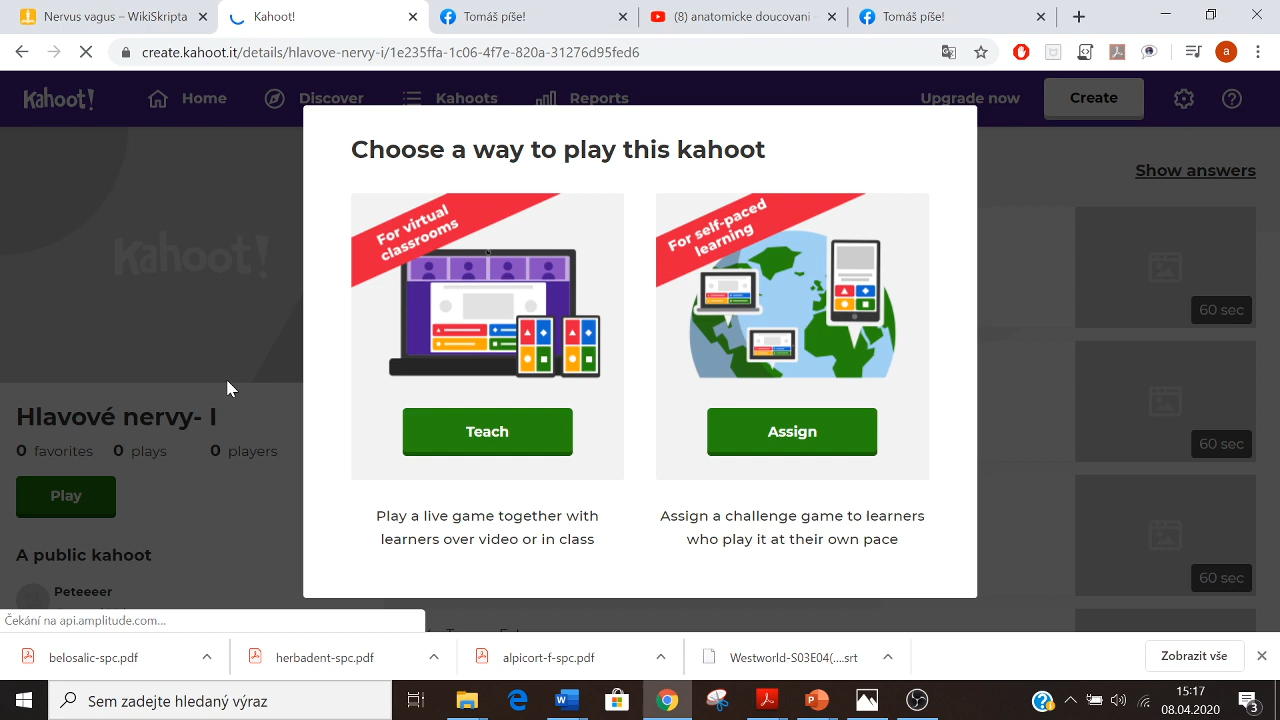 Nervus vagus – WikiSkripta
Kahoot!
Tomáš píše!
(8) anatomicke doucovani -
Tomáš píše!
create.kahoot.it/details/hlavove-nervy-i/1e235ffa-1c06-4f7e-820a-31276d95fed6
a
Kahoot!
Home
Discover
Kahoots
Reports
Upgrade now
Create
Choose a way to play this kahoot
Show answers
For virtual
classrooms
For self-paced
learning
Kahoot!
60 sec
Teach
Assign
Hlavové nervy- I
0 favorites
0 plays
0 players
60 sec
Play
Play a live game together with
learners over video or in class
Assign a challenge game to learners
who play it at their own pace
A public kahoot
Peteeeer
60 sec
Čekání na api.amplitude.com...
belosalic-spc.pdf
herbadent-spc.pdf
alpicort-f-spc.pdf
Westworld-S03E04(....srt
Zobrazit vše
Sem zadejte hledaný výraz
15:17
08.04.2020
3